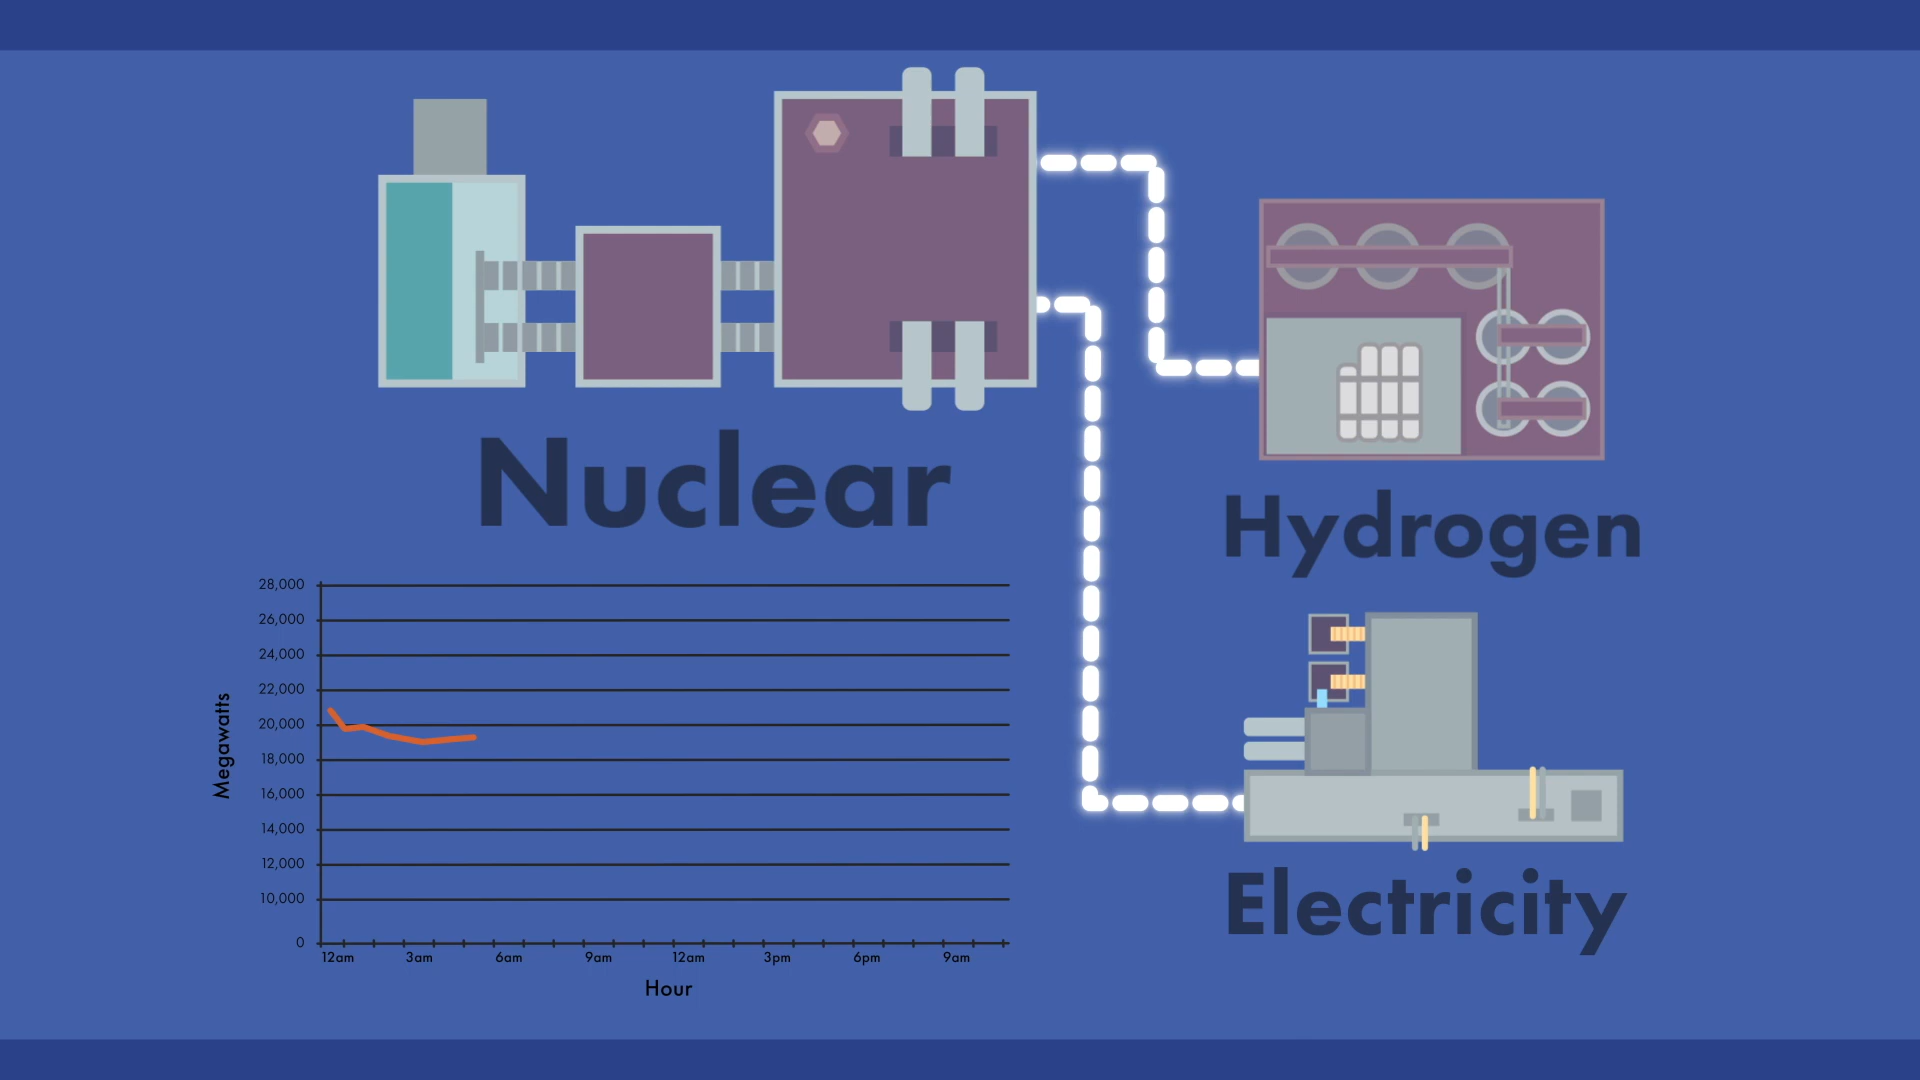 Nuclear
Hydrogen
28,000
26,000
24,000
22,000
20,000
18,000
16,000
14,000
12,000
10,000
0
Megawatts
12am 3am 6am 9am 12am 3pm 6pm 9am
Hour
Electricity